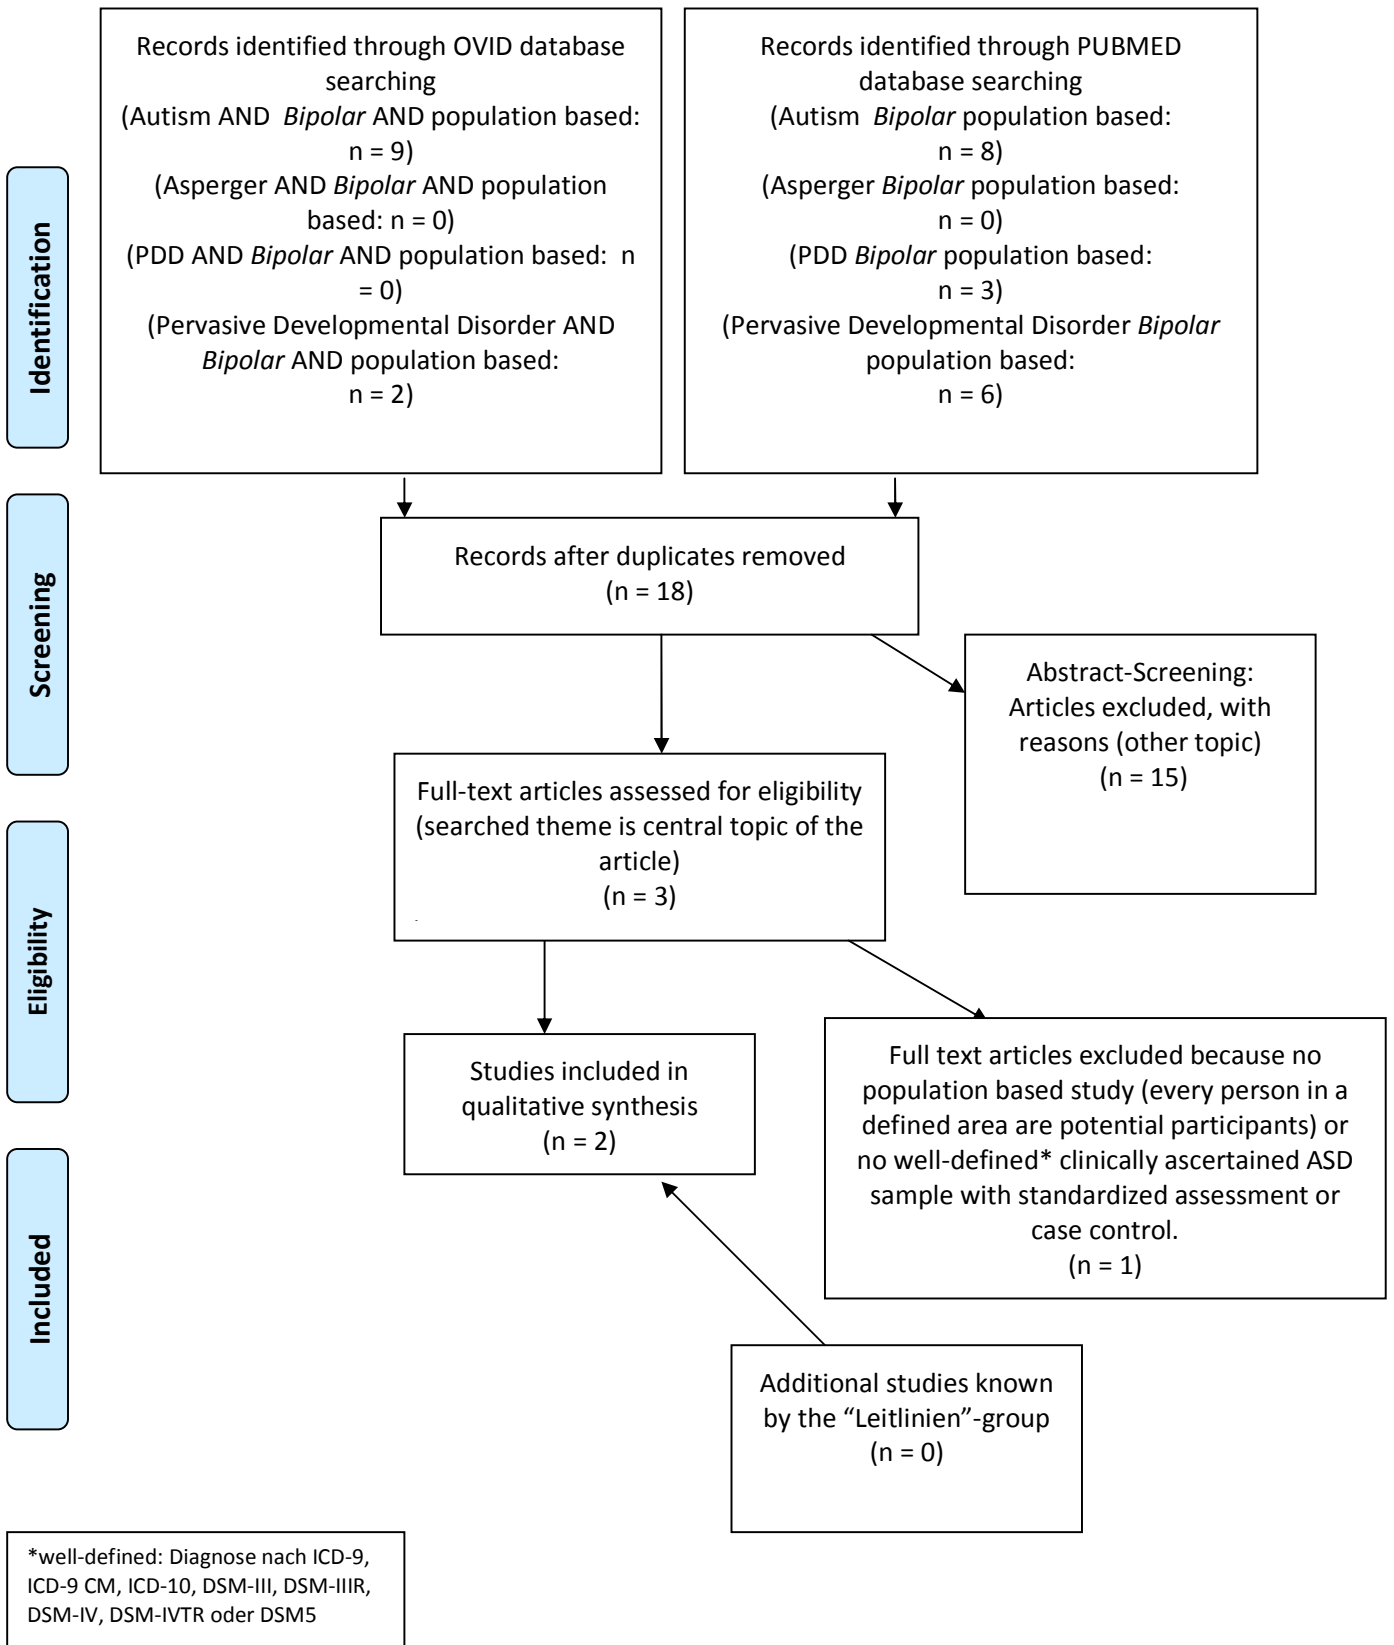 Records identified through OVID database
searching
(Autism AND Bipolar AND population based:
n = 9)
(Asperger AND Bipolar AND population
based: n = 0)
(PDD AND Bipolar AND population based: n
= 0)
(Pervasive Developmental Disorder AND
Bipolar AND population based:
n = 2)
Records identified through PUBMED
database searching
(Autism Bipolar population based:
n = 8)
(Asperger Bipolar population based:
n = 0)
(PDD Bipolar population based:
n = 3)
(Pervasive Developmental Disorder Bipolar
population based:
n = 6)
Identification
Screening
Records after duplicates removed
(n = 18)
Abstract-Screening:
Articles excluded, with
reasons (other topic)
(n = 15)
Full-text articles assessed for eligibility
(searched theme is central topic of the
article)
(n = 3)
Eligibility
Studies included in
qualitative synthesis
(n = 2)
Full text articles excluded because no
population based study (every person in a
defined area are potential participants) or
no well-defined* clinically ascertained ASD
sample with standardized assessment or
case control.
(n = 1)
Included
Additional studies known
by the “Leitlinien”-group
(n = 0)
*well-defined: Diagnose nach ICD-9,
ICD-9 CM, ICD-10, DSM-III, DSM-IIIR,
DSM-IV, DSM-IVTR oder DSM5